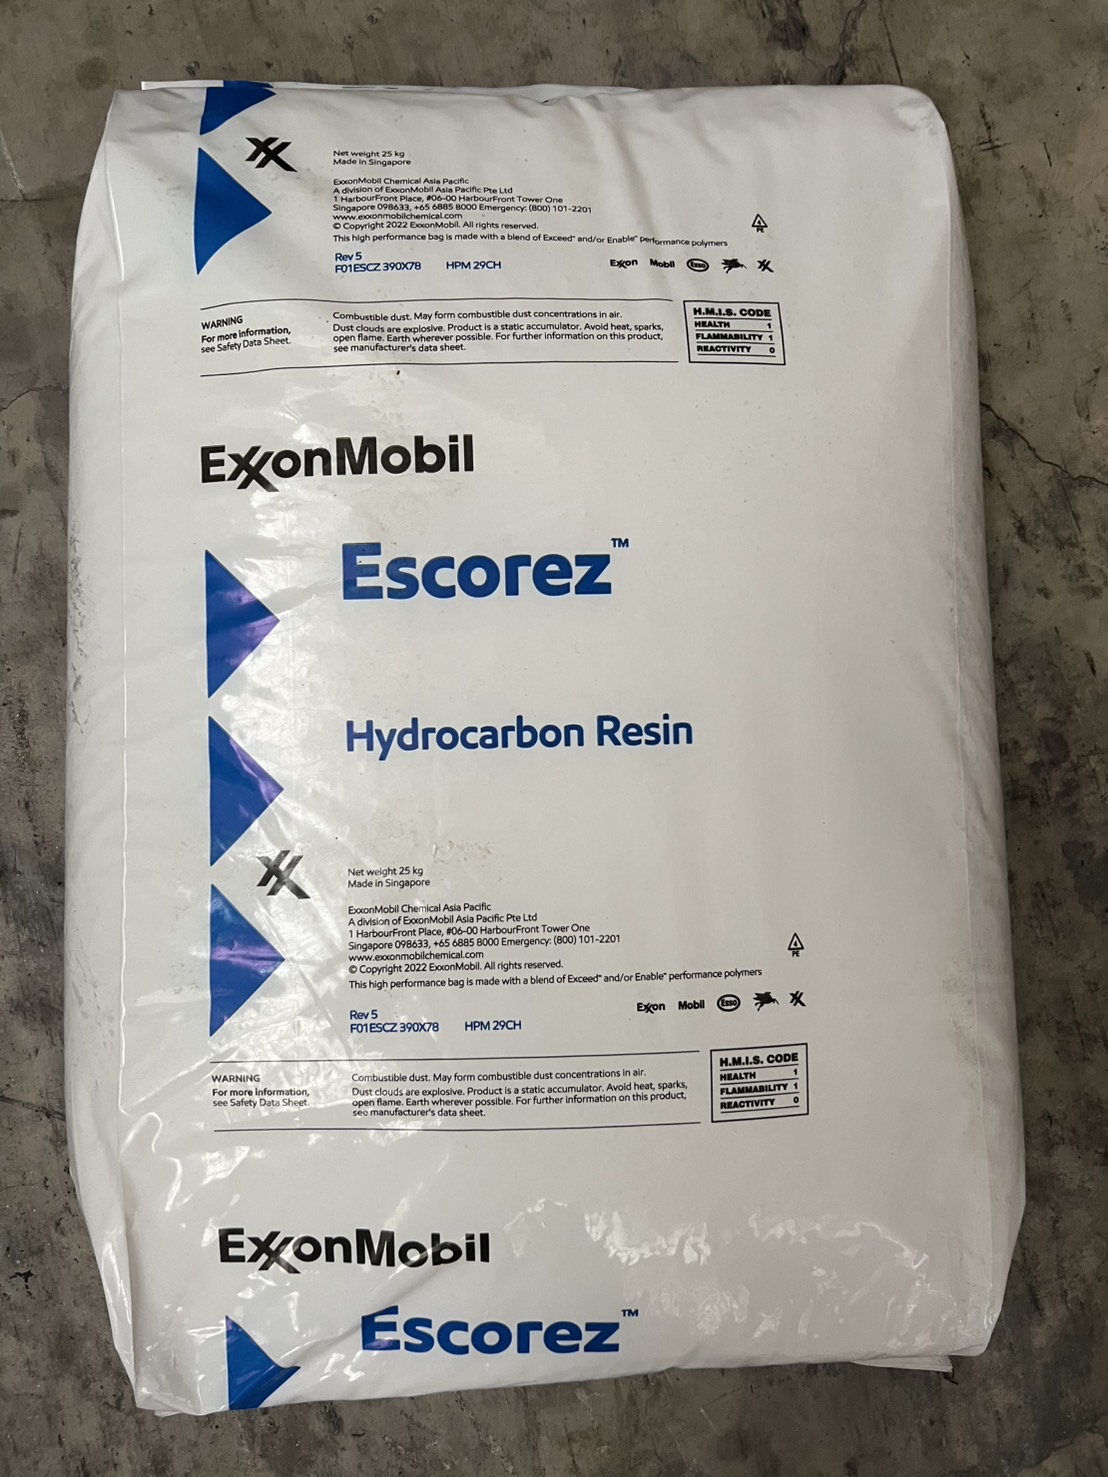 Net weight 25 kg
Made in Singapore
ExxonMobil Chemical Asia Pacific
A division of ExxonMobil Asia Pacific Pte Ltd
1 HarbourFront Place, #06-00 HarbourFront Tower One
Singapore 098633, +65 6885 8000 Emergency: (800) 101-2201
www.exxonmobilchemical.com
© Copyright 2022 ExxonMobil. All rights reserved.
This high performance bag is made with a blend of Exceed™ and/or Enable™ performance polymers
4
PE
Rev 5
F01ESCZ 390X78 HPM 29CH
Exxon Mobil Esso
WARNING
For more information,
see Safety Data Sheet.
Combustible dust. May form combustible dust concentrations in air.
Dust clouds are explosive. Product is a static accumulator. Avoid heat, sparks,
open flame. Earth wherever possible. For further information on this product,
see manufacturer's data sheet.
H.M.I.S. CODE
HEALTH 1
FLAMMABILITY 1
REACTIVITY 0
ExxonMobil
Escorez™
Hydrocarbon Resin
Net weight 25 kg
Made in Singapore
ExxonMobil Chemical Asia Pacific
A division of ExxonMobil Asia Pacific Pte Ltd
1 HarbourFront Place, #06-00 HarbourFront Tower One
Singapore 098633, +65 6885 8000 Emergency: (800) 101-2201
www.exxonmobilchemical.com
© Copyright 2022 ExxonMobil. All rights reserved.
This high performance bag is made with a blend of Exceed™ and/or Enable™ performance polymers
4
PE
Rev 5
F01ESCZ 390X78 HPM 29CH
Exxon Mobil Esso
WARNING
For more information,
see Safety Data Sheet.
Combustible dust. May form combustible dust concentrations in air.
Dust clouds are explosive. Product is a static accumulator. Avoid heat, sparks,
open flame. Earth wherever possible. For further information on this product,
see manufacturer's data sheet.
H.M.I.S. CODE
HEALTH 1
FLAMMABILITY 1
REACTIVITY 0
ExxonMobil
Escorez™